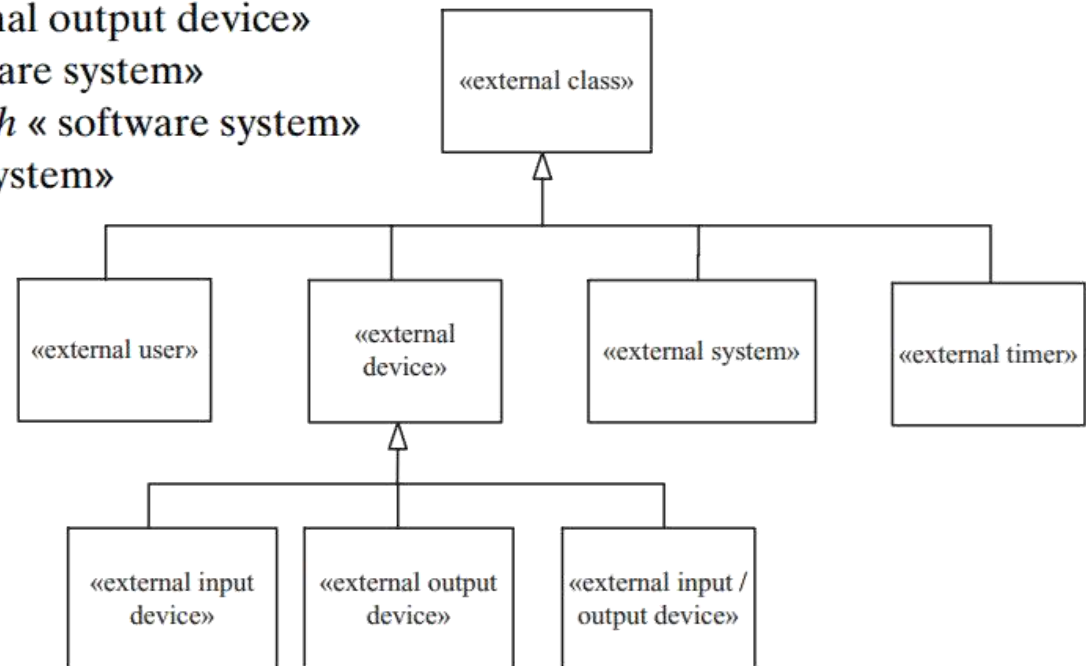 nal output device»
are system»
h « software system»
ystem»
«external class»
«external user»
«external
device»
«external system»
«external timer»
«external input
device»
«external output
device»
«external input /
output device»